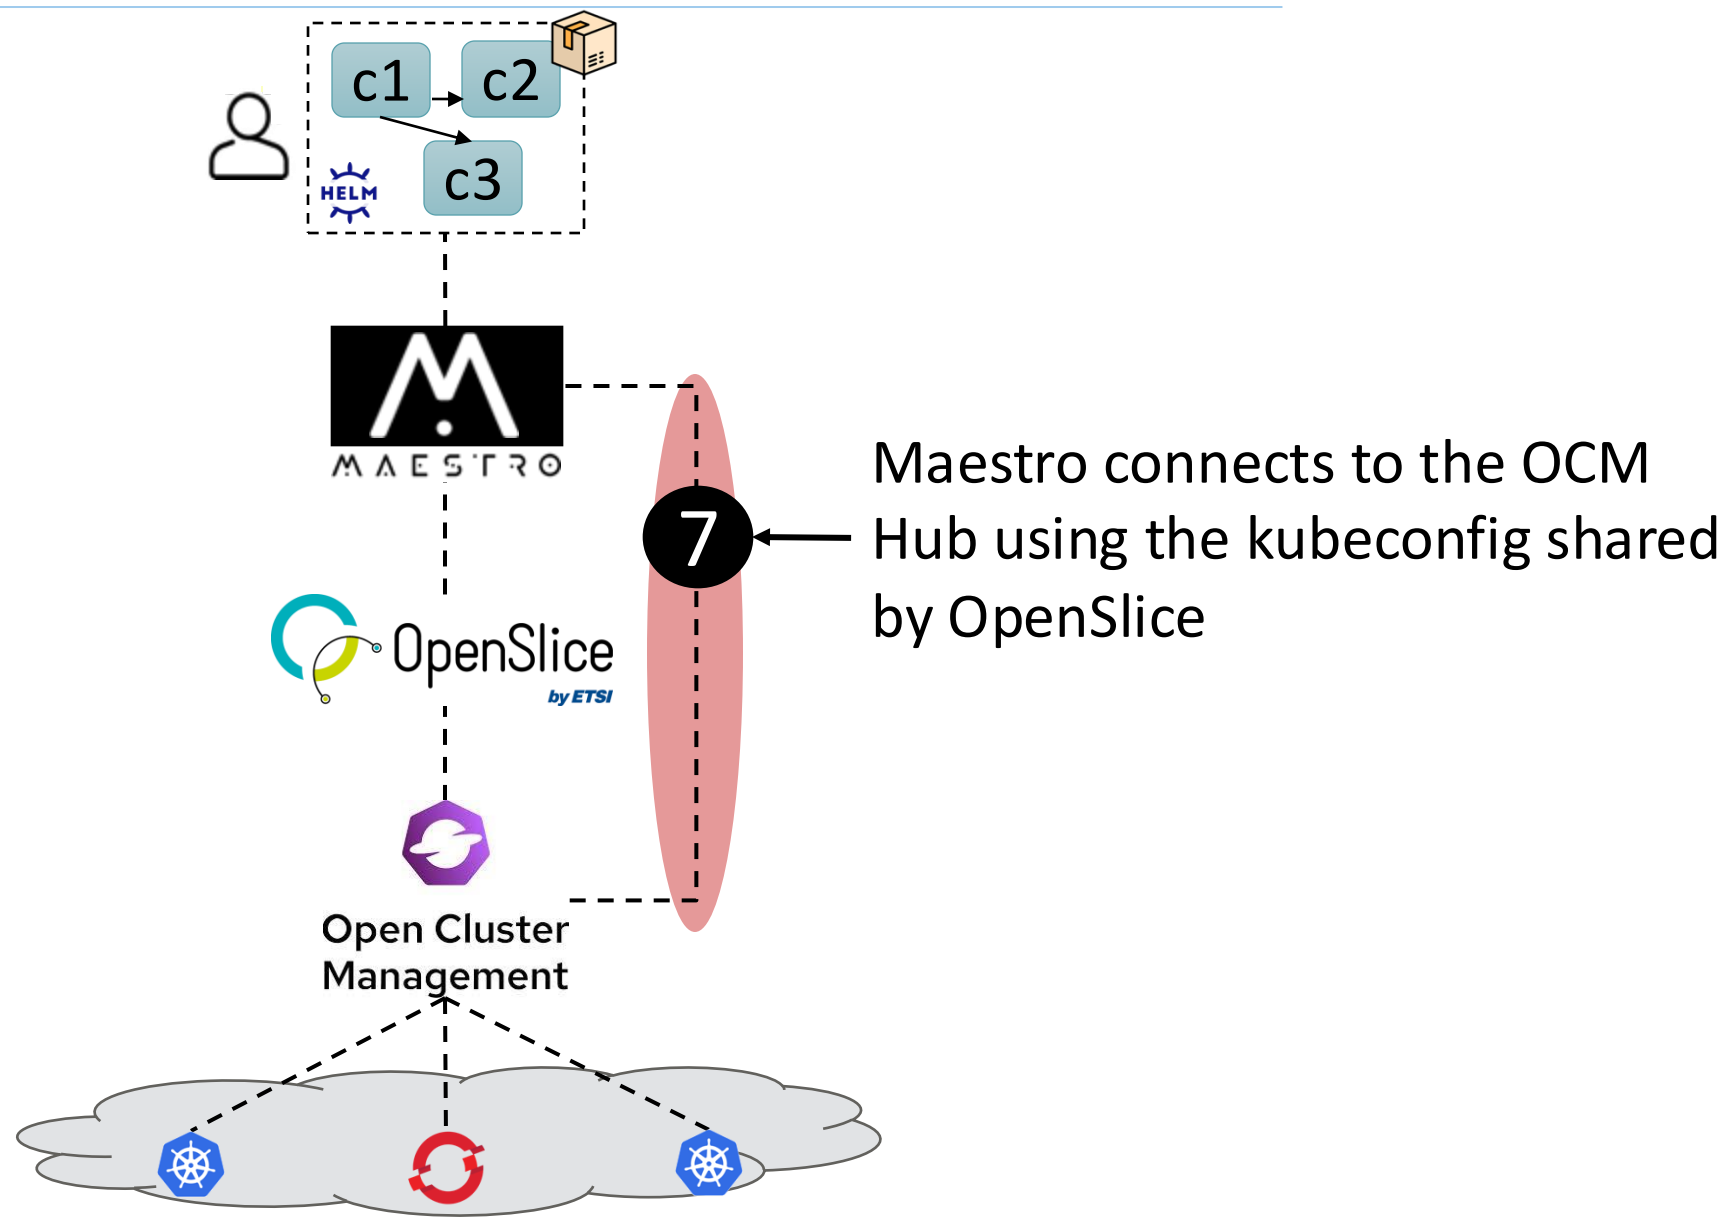 c1
c2
c3
HELM
MAESTRO
7
Maestro connects to the OCM
Hub using the kubeconfig shared
by OpenSlice
OpenSlice
by ETSI
Open Cluster
Management